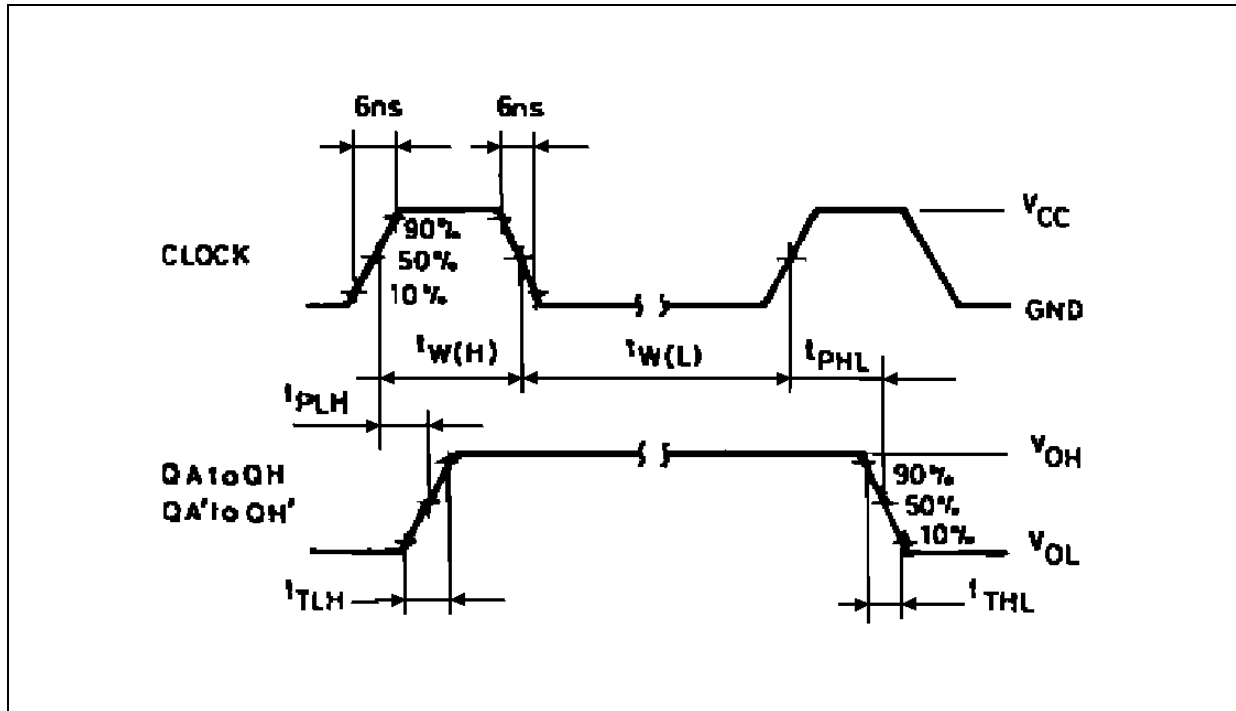 6ns 6ns
VCC
90%
CLOCK 50%
10%
GND
tW(H) tW(L) tPHL
tPLH
VOH
QA to QH 90%
QA' to QH' 50%
10%
VOL
tTLH tTHL